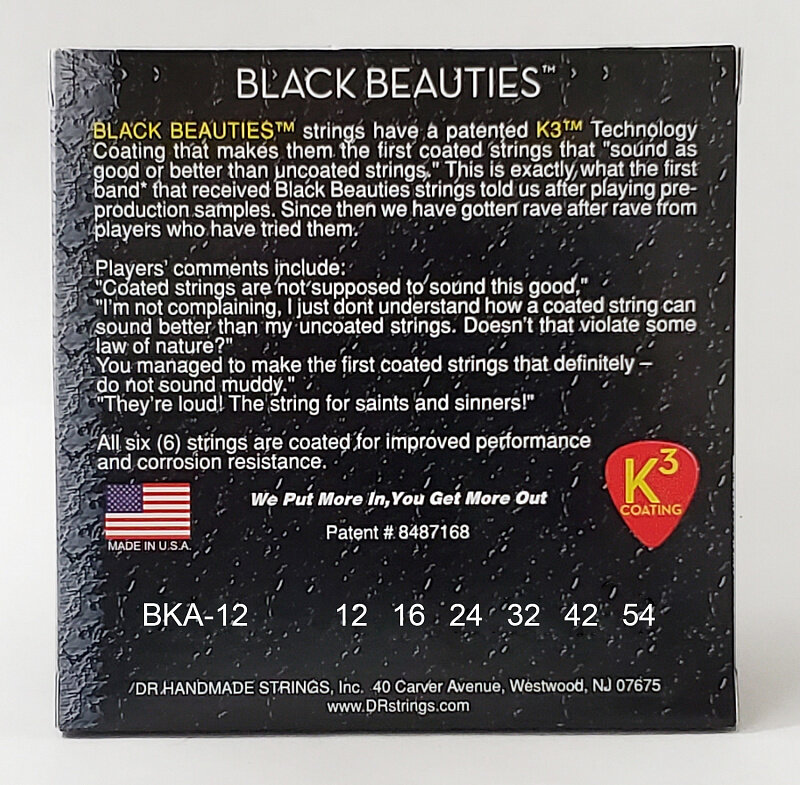 BLACK BEAUTIES™
BLACK BEAUTIES™ strings have a patented K3™ Technology
Coating that makes them the first coated strings that "sound as
good or better than uncoated strings." This is exactly what the first
band* that received Black Beauties strings told us after playing pre-
production samples. Since then we have gotten rave after rave from
players who have tried them.
Players' comments include:
"Coated strings are not supposed to sound this good,"
"I'm not complaining, I just dont understand how a coated string can
sound better than my uncoated strings. Doesn't that violate some
law of nature?"
You managed to make the first coated strings that definitely –
do not sound muddy."
"They're loud! The string for saints and sinners!"
All six (6) strings are coated for improved performance
and corrosion resistance.
K3
COATING
We Put More In,You Get More Out
MADE IN U.S.A.
Patent # 8487168
BKA-12 12 16 24 32 42 54
DR HANDMADE STRINGS, Inc. 40 Carver Avenue, Westwood, NJ 07675
www.DRstrings.com